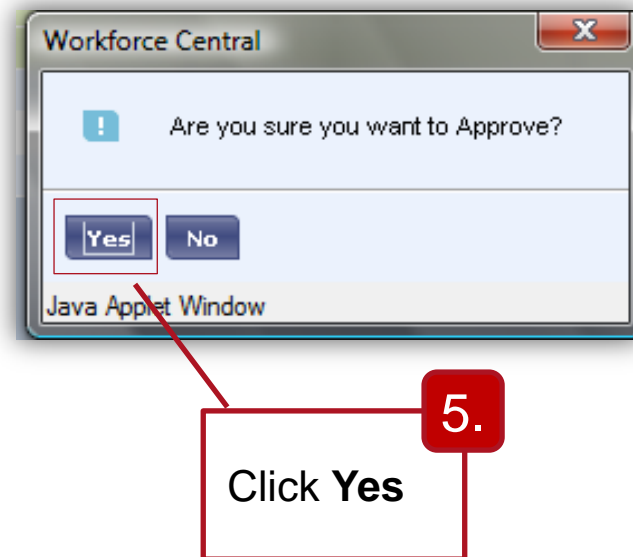 Workforce Central
Are you sure you want to Approve?
Yes No
Java Applet Window
5.
Click Yes